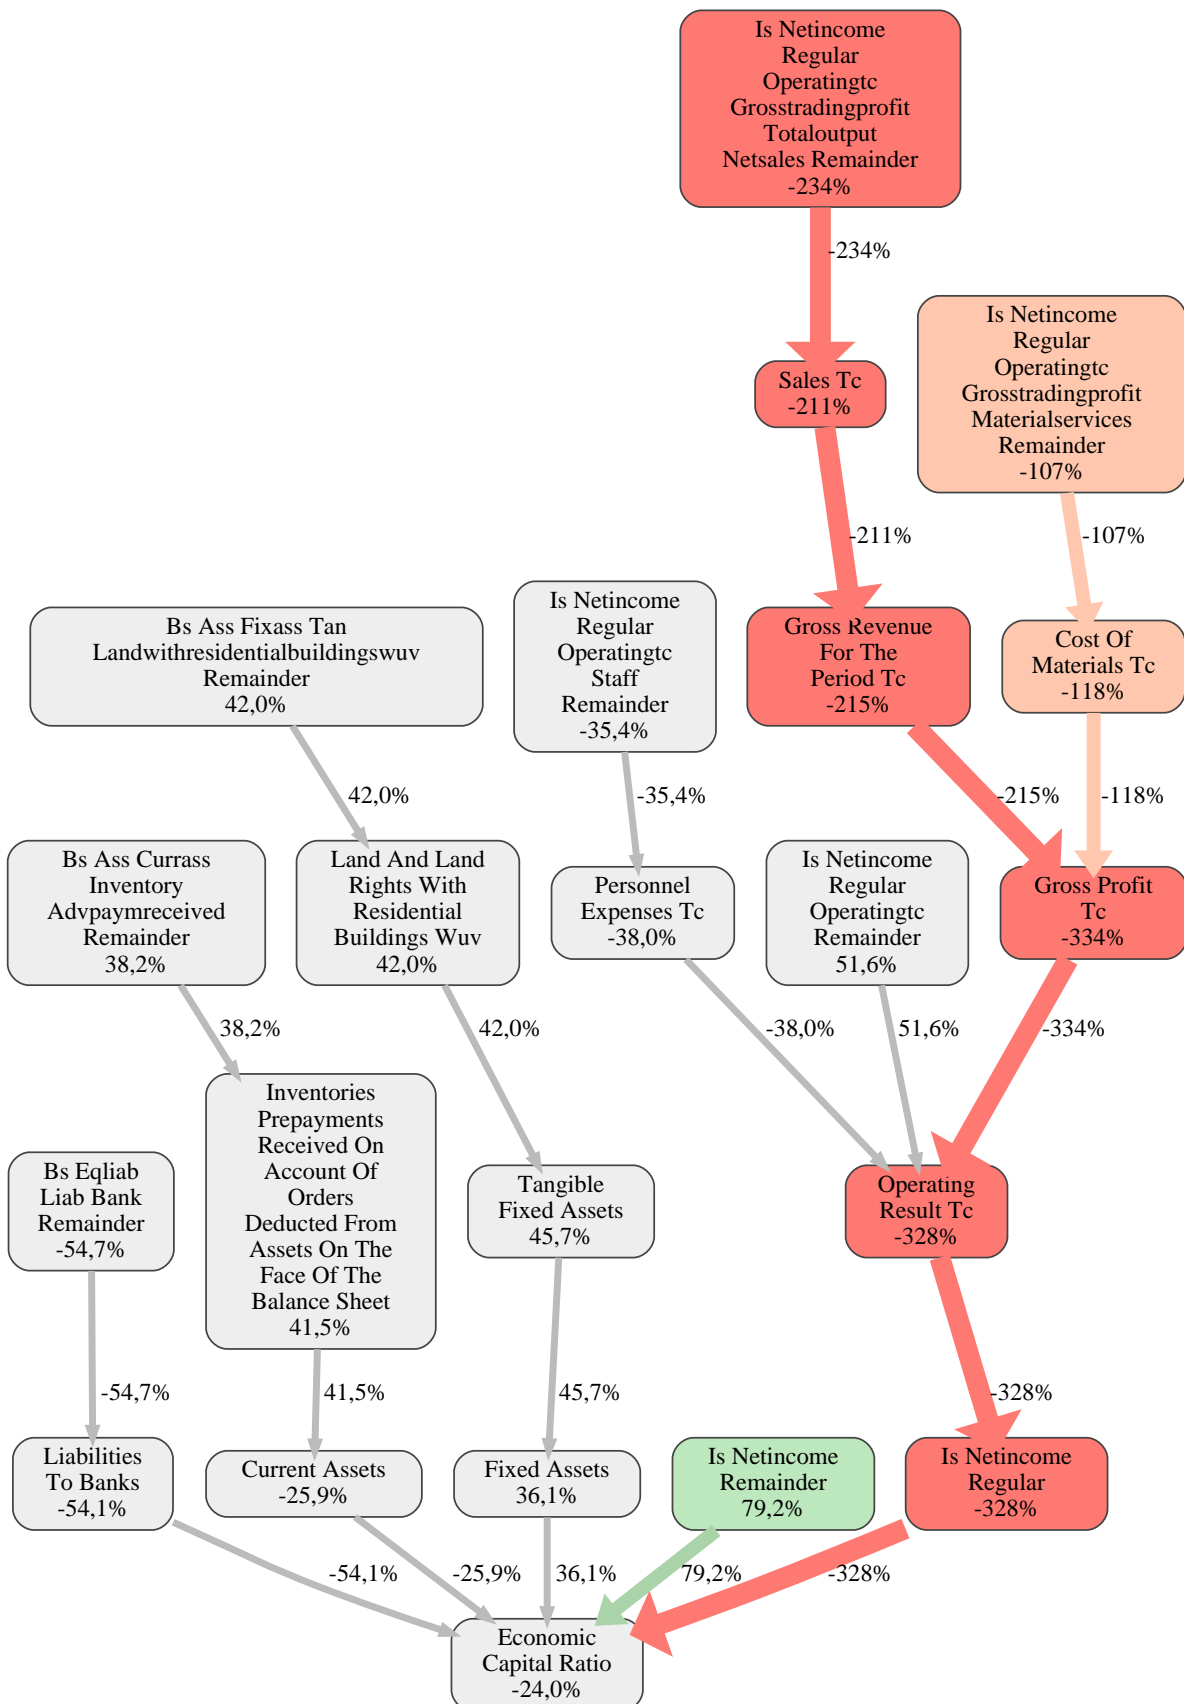 Is Netincome
Regular
Operatingtc
Grosstradingprofit
Totaloutput
Netsales Remainder
-234%
-234%
Is Netincome
Regular
Operatingtc
Grosstradingprofit
Materialservices
Remainder
-107%
Sales Tc
-211%
-211%
-107%
Bs Ass Fixass Tan
Landwithresidentialbuildingswuv
Remainder
42,0%
Is Netincome
Regular
Operatingtc
Staff
Remainder
-35,4%
Gross Revenue
For The
Period Tc
-215%
Cost Of
Materials Tc
-118%
42,0%
-35,4%
-215%
-118%
Bs Ass Currass
Inventory
Advpaymreceived
Remainder
38,2%
Land And Land
Rights With
Residential
Buildings Wuv
42,0%
Personnel
Expenses Tc
-38,0%
Is Netincome
Regular
Operatingtc
Remainder
51,6%
Gross Profit
Tc
-334%
38,2%
42,0%
-38,0%
51,6%
-334%
Bs Eqliab
Liab Bank
Remainder
-54,7%
Inventories
Prepayments
Received On
Account Of
Orders
Deducted From
Assets On The
Face Of The
Balance Sheet
41,5%
Tangible
Fixed Assets
45,7%
Operating
Result Tc
-328%
-54,7%
41,5%
45,7%
-328%
Liabilities
To Banks
-54,1%
Current Assets
-25,9%
Fixed Assets
36,1%
Is Netincome
Remainder
79,2%
Is Netincome
Regular
-328%
-54,1%
-25,9%
36,1%
79,2%
-328%
Economic
Capital Ratio
-24,0%